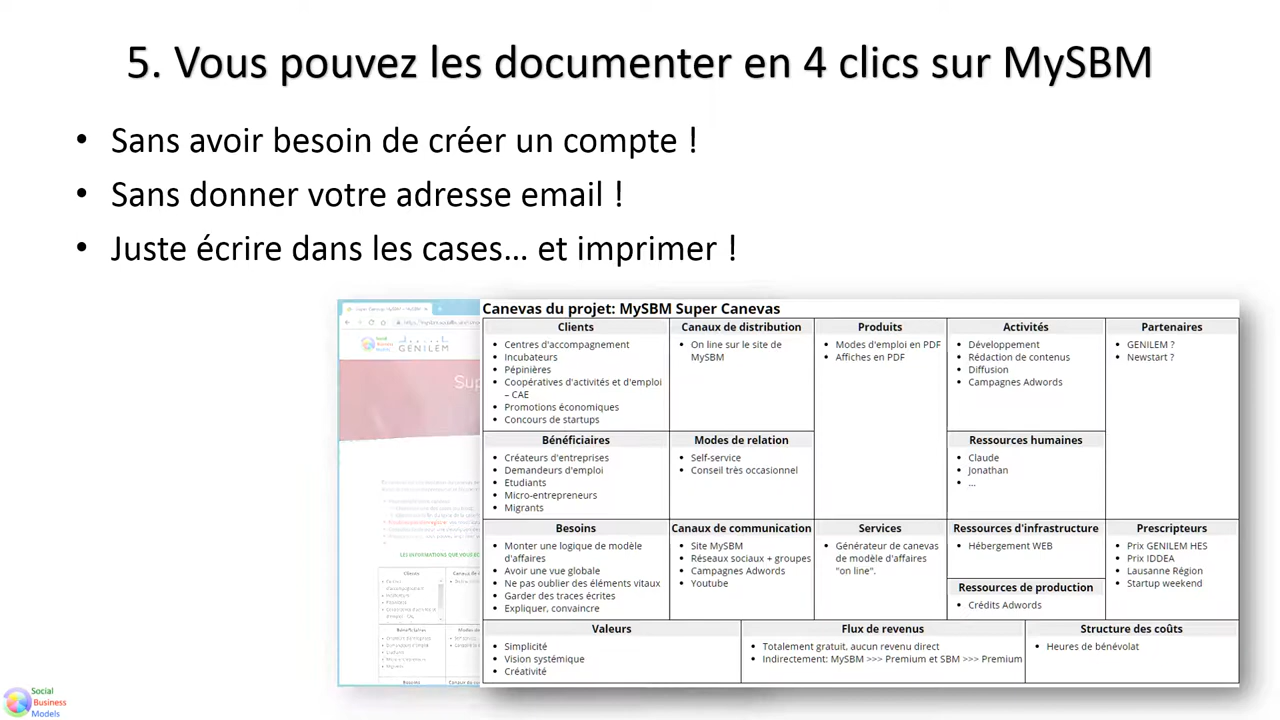 5. Vous pouvez les documenter en 4 clics sur MySBM
• Sans avoir besoin de créer un compte !
• Sans donner votre adresse email !
• Juste écrire dans les cases… et imprimer !
Canevas du projet: MySBM Super Canevas
Clients
• Centres d'accompagnement
• Incubateurs
• Pépinières
• Coopératives d'activités et d'emploi
– CAE
• Promotions économiques
• Concours de startups
Canaux de distribution
• On line sur le site de
MySBM
Produits
• Modes d'emploi en PDF
• Affiches en PDF
Activités
• Développement
• Rédaction de contenus
• Diffusion
• Campagnes Adwords
Partenaires
• GENILEM ?
• Newstart ?
Bénéficiaires
• Créateurs d'entreprises
• Demandeurs d'emploi
• Etudiants
• Micro-entrepreneurs
• Migrants
Modes de relation
• Self-service
• Conseil très occasionnel
Ressources humaines
• Claude
• Jonathan
• ...
Besoins
• Monter une logique de modèle
d'affaires
• Avoir une vue globale
• Ne pas oublier des éléments vitaux
• Garder des traces écrites
• Expliquer, convaincre
Canaux de communication
• Site MySBM
• Réseaux sociaux + groupes
• Campagnes Adwords
• Youtube
Services
• Générateur de canevas
de modèle d'affaires
"on line".
Ressources d'infrastructure
• Hébergement WEB
Ressources de production
• Crédits Adwords
Prescripteurs
• Prix GENILEM HES
• Prix IDDEA
• Lausanne Région
• Startup weekend
Valeurs
• Simplicité
• Vision systémique
• Créativité
Flux de revenus
• Totalement gratuit, aucun revenu direct
• Indirectement: MySBM >>> Premium et SBM >>> Premium
Structure des coûts
• Heures de bénévolat
GENILEM
Sup
Clients
Bénéficiaires
Besoins
Social
Business
Models